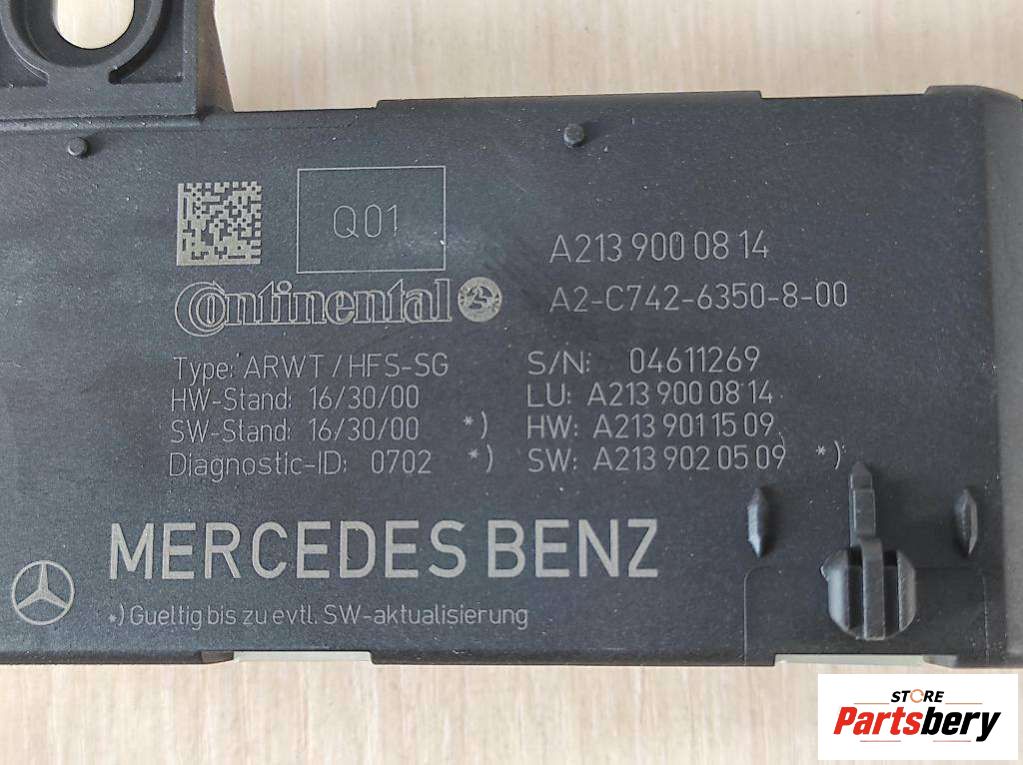 Q01
A213 900 08 14
Continental
A2-C742-6350-8-00
Type: ARWT/HFS-SG
S/N: 04611269
HW-Stand: 16/30/00
LU: A213 900 08 14
SW-Stand: 16/30/00 *)
HW: A213 901 15 09
Diagnostic-ID: 0702 *)
SW: A213 902 05 09 *)
MERCEDES BENZ
*) Gueltig bis zu evtl. SW-aktualisierung
STORE
Partsbery